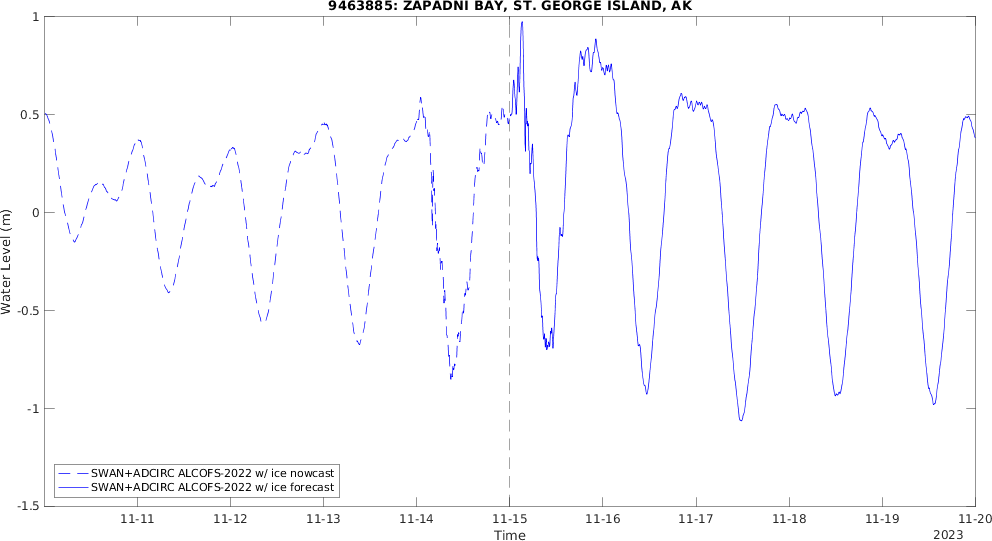 9463885: ZAPADNI BAY, ST. GEORGE ISLAND, AK
Water Level (m)
1
0.5
0
-0.5
-1
-1.5
SWAN+ADCIRC ALCOFS-2022 w/ ice nowcast
SWAN+ADCIRC ALCOFS-2022 w/ ice forecast
11-11 11-12 11-13 11-14 11-15 11-16 11-17 11-18 11-19 11-20
Time
2023